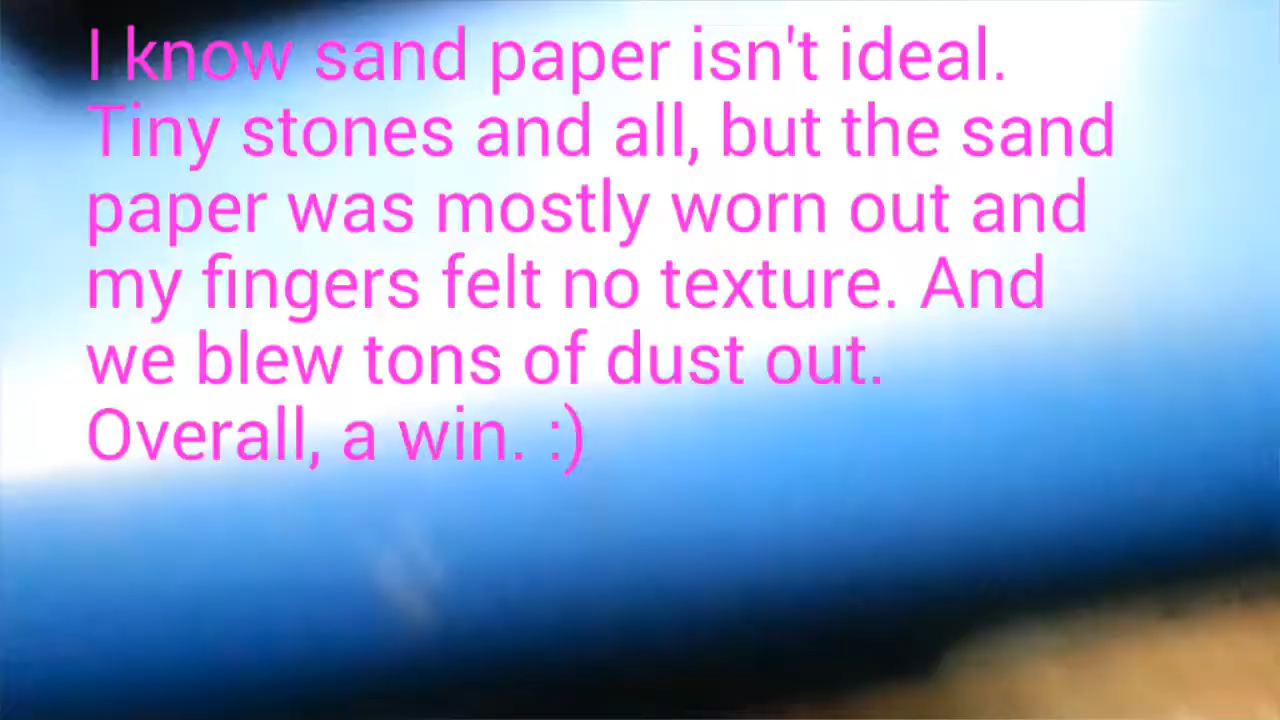 I know sand paper isn't ideal.
Tiny stones and all, but the sand
paper was mostly worn out and
my fingers felt no texture. And
we blew tons of dust out.
Overall, a win. :)